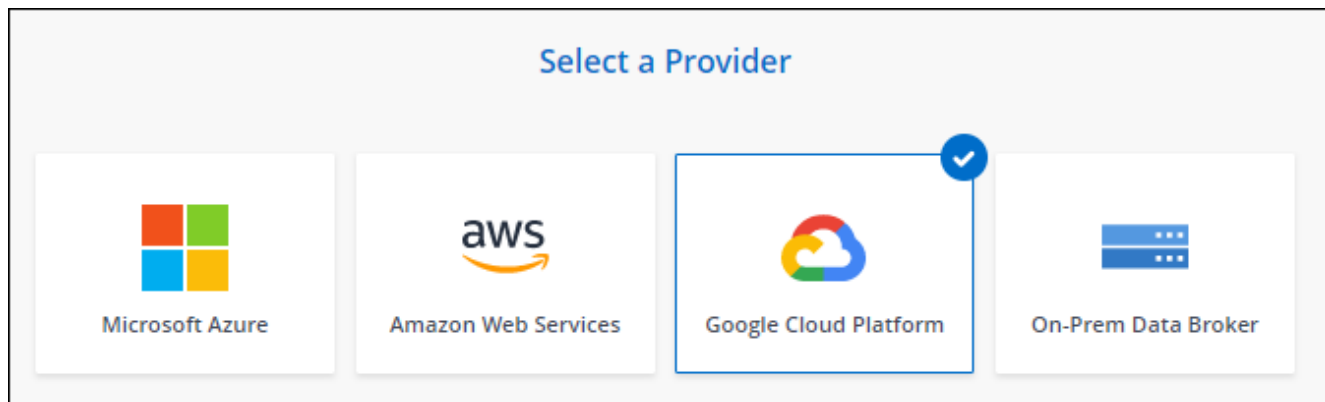 Select a Provider
aws
Microsoft Azure
Amazon Web Services
Google Cloud Platform
On-Prem Data Broker